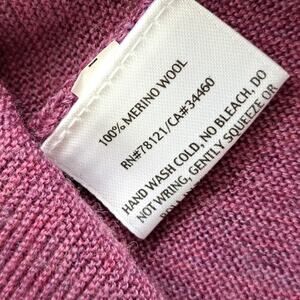 100% MERINO WOOL
RN#78121/CA#34460
HAND WASH COLD, NO BLEACH, DO
NOT WRING, GENTLY SQUEEZE OR